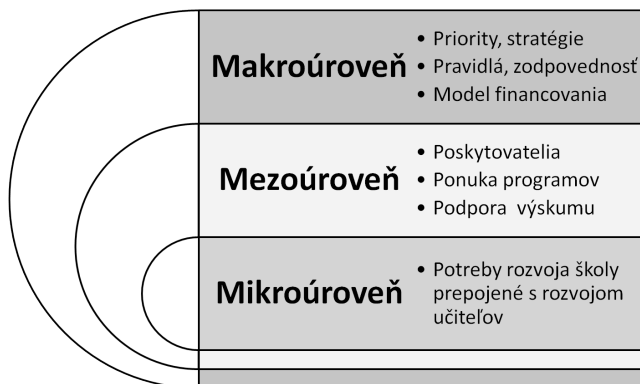 Makroúroveň
• Priority, stratégie
• Pravidlá, zodpovednosť
• Model financovania
Mezoúroveň
• Poskytovatelia
• Ponuka programov
• Podpora  výskumu
Mikroúroveň
• Potreby rozvoja školy
prepojené s rozvojom
učiteľov